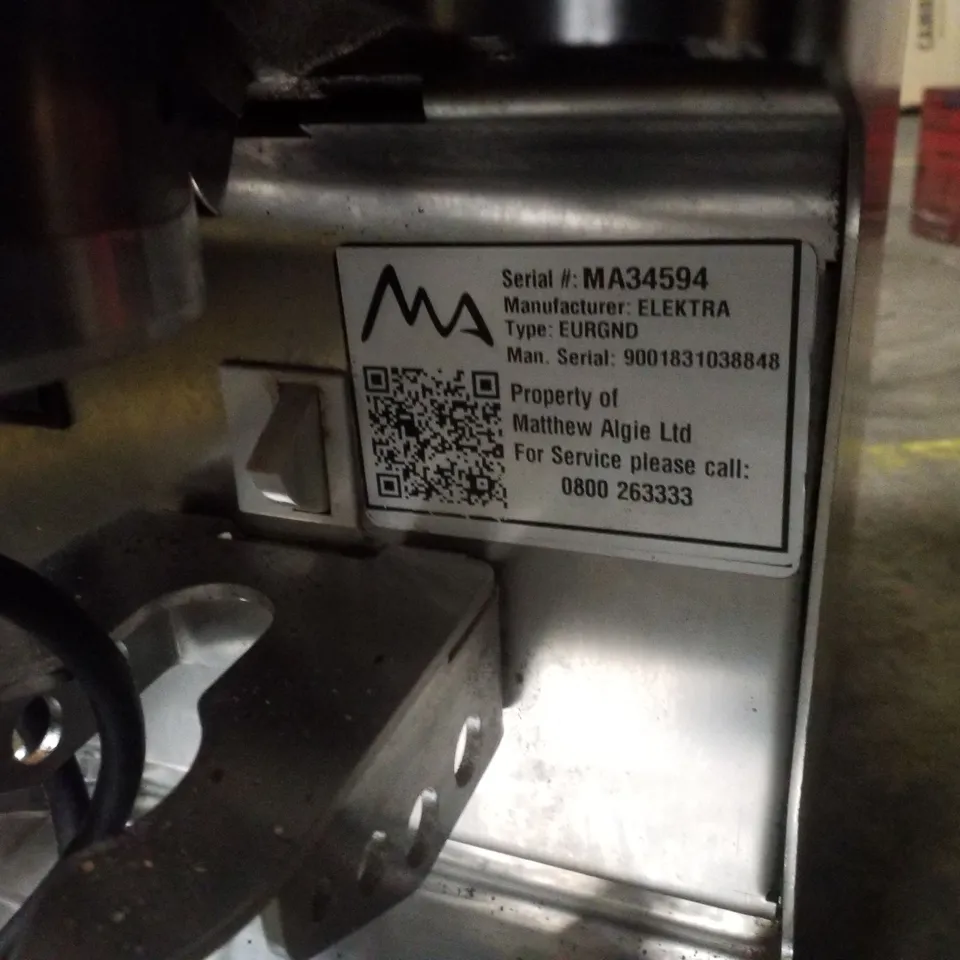 MA
Serial #: MA34594
Manufacturer: ELEKTRA
Type: EURGND
Man. Serial: 9001831038848
Property of
Matthew Algie Ltd
For Service please call:
0800 263333